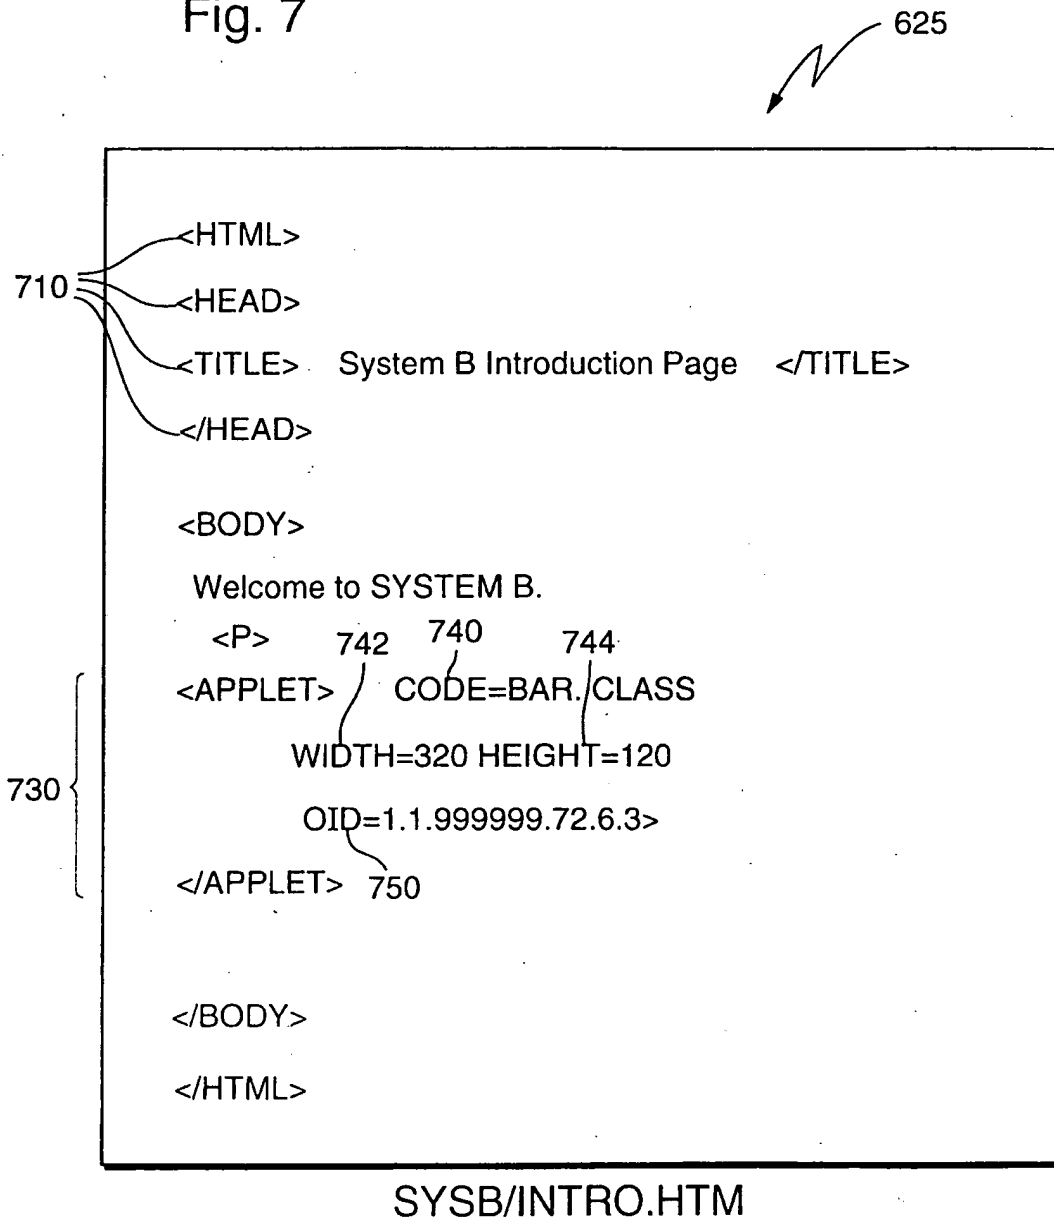 Fig. 7
625
<HTML>
710
<HEAD>
<TITLE> System B Introduction Page </TITLE>
</HEAD>
<BODY>
Welcome to SYSTEM B.
<P> 742 740 744
<APPLET> CODE=BAR. CLASS
WIDTH=320 HEIGHT=120
730
OID=1.1.999999.72.6.3>
</APPLET> 750
</BODY>
</HTML>
SYSB/INTRO.HTM